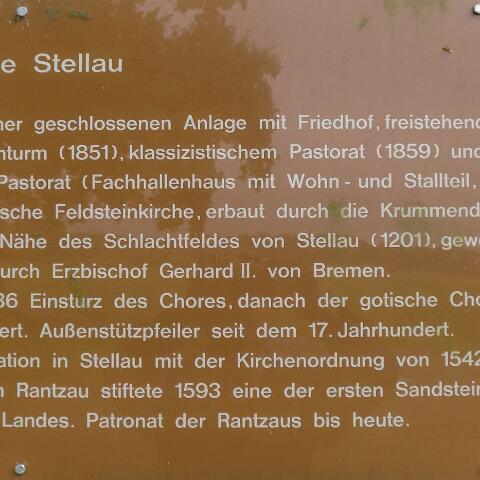 e Stellau
ner geschlossenen Anlage mit Friedhof, freistehend
nturm (1851), klassizistischem Pastorat (1859) und
Pastorat (Fachhallenhaus mit Wohn- und Stallteil,
sche Feldsteinkirche, erbaut durch die Krummend
Nähe des Schlachtfeldes von Stellau (1201), gewe
urch Erzbischof Gerhard II. von Bremen.
36 Einsturz des Chores, danach der gotische Cho
ert. Außenstützpfeiler seit dem 17. Jahrhundert.
ation in Stellau mit der Kirchenordnung von 1542
n Rantzau stiftete 1593 eine der ersten Sandstein
Landes. Patronat der Rantzaus bis heute.